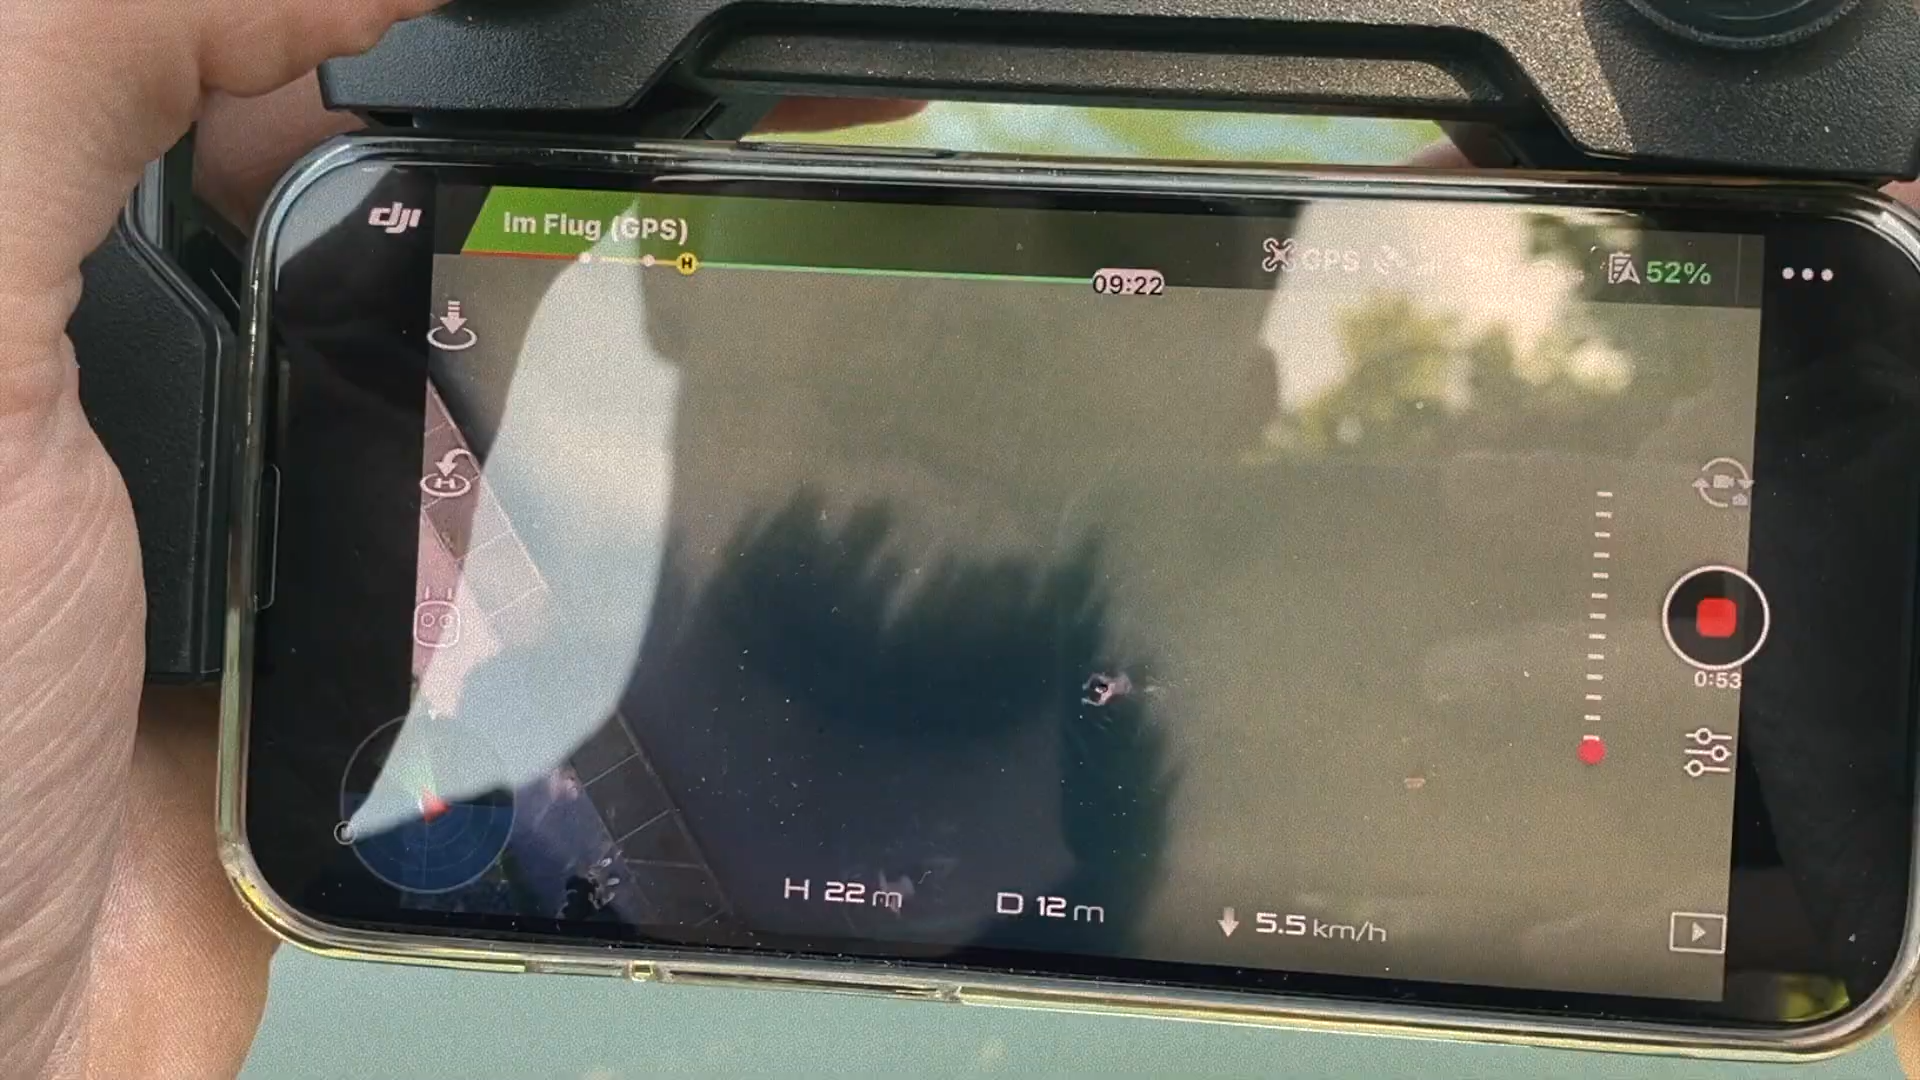 dji
Im Flug (GPS)
H
09:22
GPS
52%
H
0:53
H 22 m
D 12 m
5.5 km/h